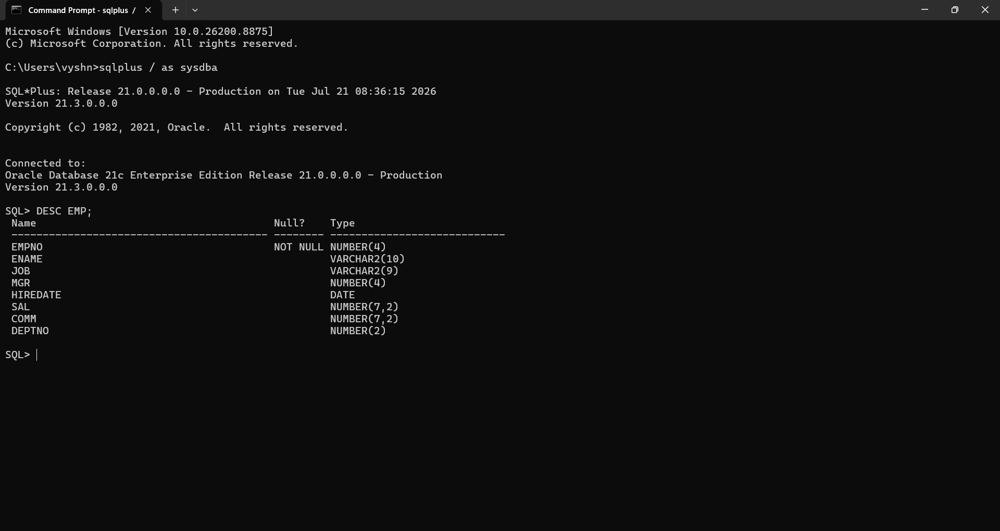 Command Prompt - sqlplus /
Microsoft Windows [Version 10.0.26200.8875]
(c) Microsoft Corporation. All rights reserved.
C:\Users\vyshn>sqlplus / as sysdba
SQL*Plus: Release 21.0.0.0.0 - Production on Tue Jul 21 08:36:15 2026
Version 21.3.0.0.0
Copyright (c) 1982, 2021, Oracle.  All rights reserved.
Connected to:
Oracle Database 21c Enterprise Edition Release 21.0.0.0.0 - Production
Version 21.3.0.0.0
SQL> DESC EMP;
 Name                                      Null?    Type
 ----------------------------------------- -------- ----------------------------
 EMPNO                                     NOT NULL NUMBER(4)
 ENAME                                              VARCHAR2(10)
 JOB                                                VARCHAR2(9)
 MGR                                                NUMBER(4)
 HIREDATE                                           DATE
 SAL                                                NUMBER(7,2)
 COMM                                               NUMBER(7,2)
 DEPTNO                                             NUMBER(2)
SQL>